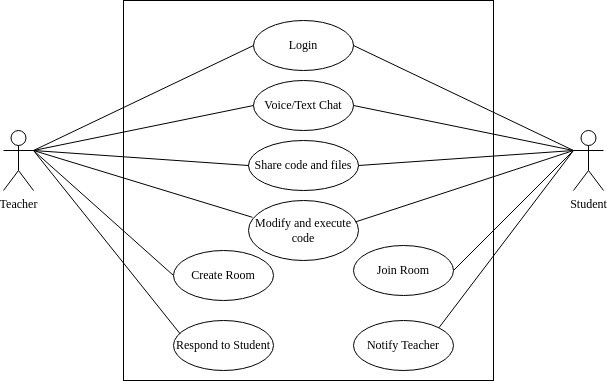 Login
Voice/Text Chat
Share code and files
Teacher
Student
Modify and execute
code
Create Room
Join Room
Respond to Student
Notify Teacher